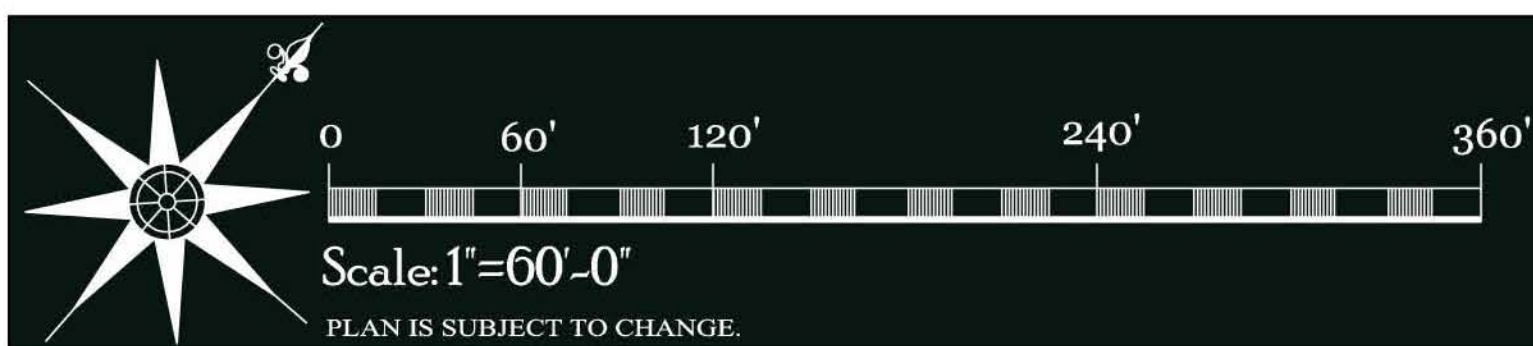 0 60' 120' 240' 360'
Scale: 1"=60'-0"
PLAN IS SUBJECT TO CHANGE.